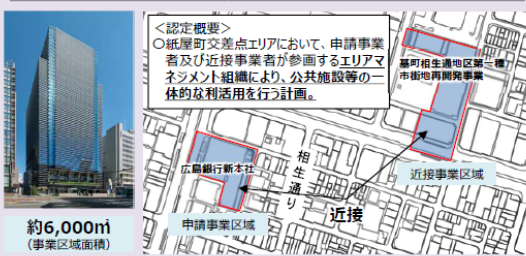 <認定概要>
○紙屋町交差点エリアにおいて、申請事業
者及び近接事業者が参画するエリアマ
ネジメント組織により、公共施設等の一
体的な利活用を行う計画。
基町相生通地区第一種
市街地再開発事業
広島銀行新本社
相生通り
近接事業区域
近接
申請事業区域
約6,000㎡
(事業区域面積)